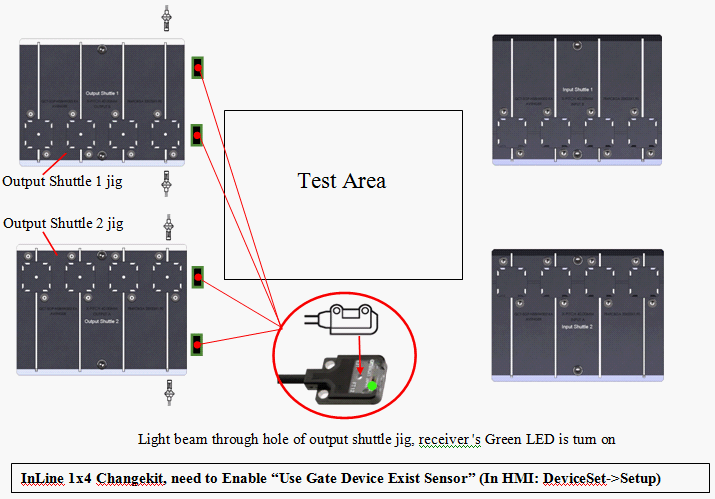 Output Shuttle 1
Input Shuttle 1
Test Area
Output Shuttle 1 jig
Output Shuttle 2 jig
Output Shuttle 2
Input Shuttle 2
Light beam through hole of output shuttle jig, receiver's Green LED is turn on
InLine 1x4 Changekit, need to Enable “Use Gate Device Exist Sensor” (In HMI: DeviceSet->Setup)